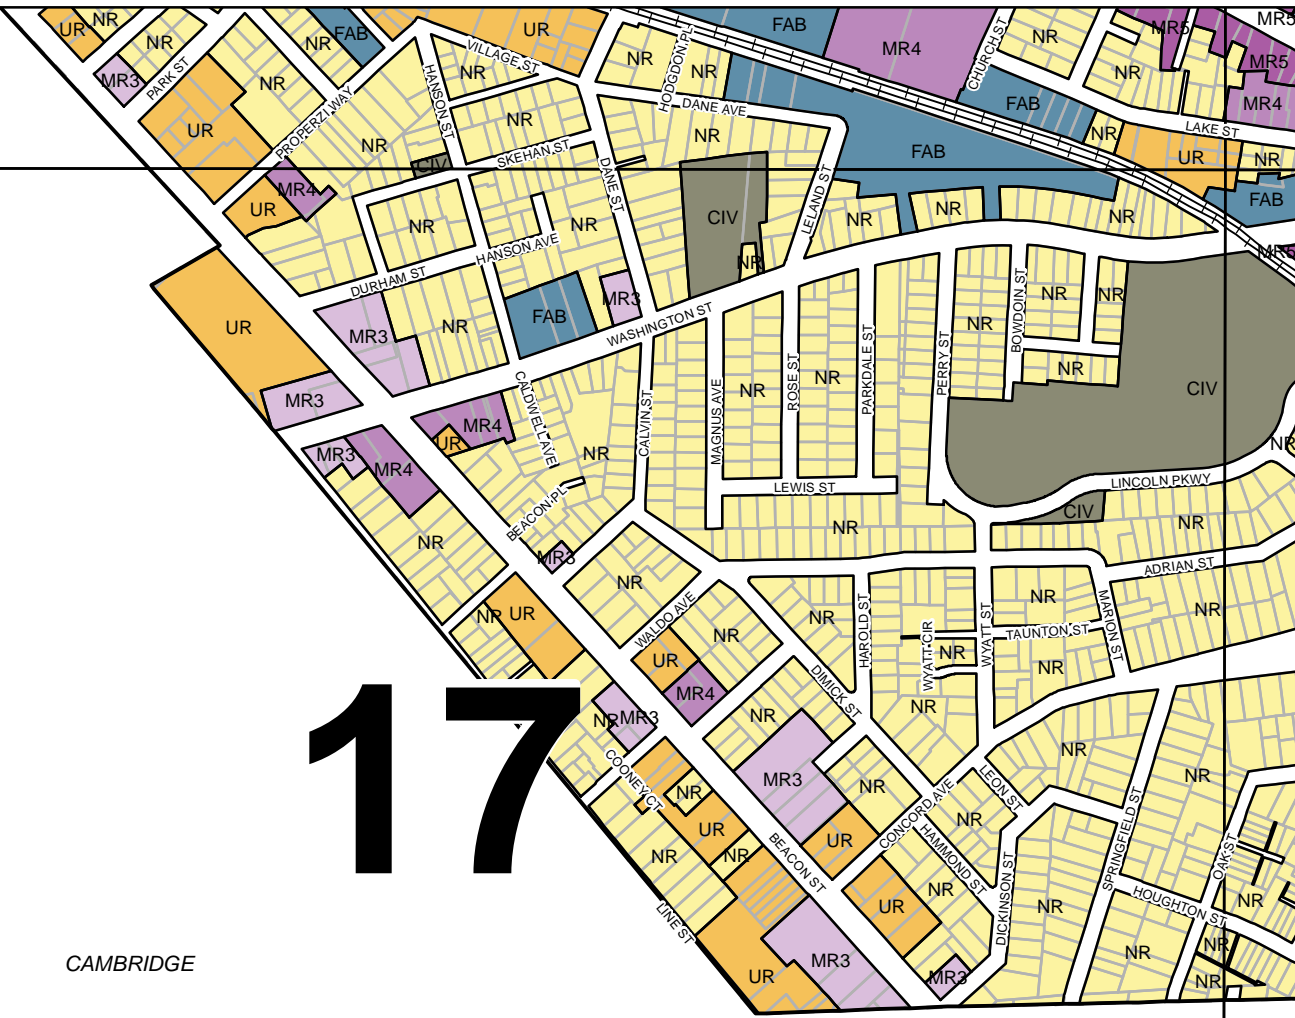 UR
NR
NR
MR3
PARK ST
NR
FAB
NR
UR
PROPERZI WAY
VILLAGE ST
UR
NR
HANSON ST
NR
HODGDON PL
NR
FAB
MR4
CHURCH ST
NR
MR5
MR5
MR5
NR
FAB
MR4
DANE AVE
NR
NR
NR
SKEHAN ST
CIV
FAB
NR
LAKE ST
UR
NR
FAB
MR4
UR
NR
DANE ST
NR
HANSON AVE
CIV
LELAND ST
NR
NR
NR
NR
MR5
DURHAM ST
MR3
NR
FAB
MR3
WASHINGTON ST
UR
MR3
MR4
UR
CALDWELL AVE
NR
CALVIN ST
MAGNUS AVE
NR
ROSE ST
NR
PARKDALE ST
PERRY ST
NR
BOWDOIN ST
NR
NR
NR
CIV
NR
MR3
MR4
NR
BEACON PL
MR3
LEWIS ST
NR
LINCOLN PKWY
CIV
NR
ADRIAN ST
NR
NR
UR
NR
WALDO AVE
NR
UR
MR4
NR
HAROLD ST
WYATT CIR
NR
WYATT ST
NR
TAUNTON ST
NR
MARION ST
NR
DIMICK ST
NR
MR3
NR
MR3
17
COONEY CT
NR
UR
NR
NR
UR
NR
CONCORD AVE
LEON ST
NR
NR
NR
HAMMOND ST
NR
BEACON ST
UR
SPRINGFIELD ST
OAK ST
DICKINSON ST
NR
HOUGHTON ST
NR
NR
NR
NR
LINE ST
UR
MR3
MR3
CAMBRIDGE